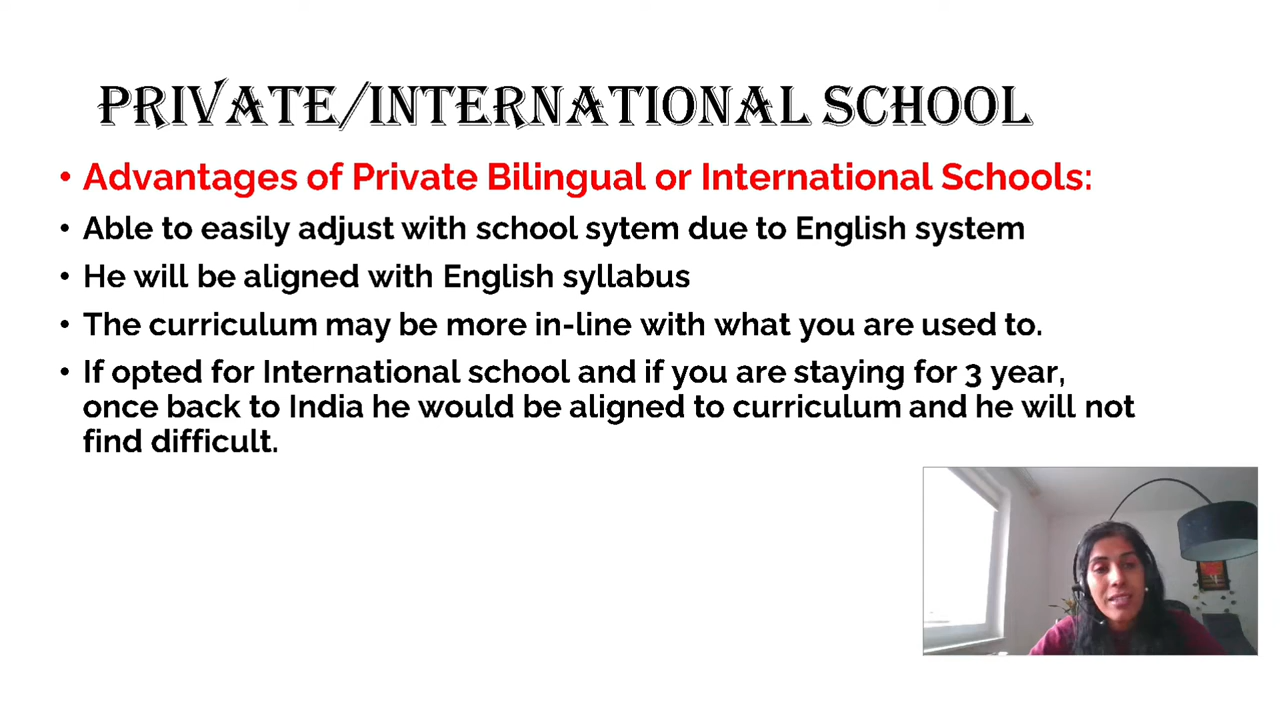 PRIVATE/INTERNATIONAL SCHOOL
• Advantages of Private Bilingual or International Schools:
• Able to easily adjust with school sytem due to English system
• He will be aligned with English syllabus
• The curriculum may be more in-line with what you are used to.
• If opted for International school and if you are staying for 3 year,
once back to India he would be aligned to curriculum and he will not
find difficult.